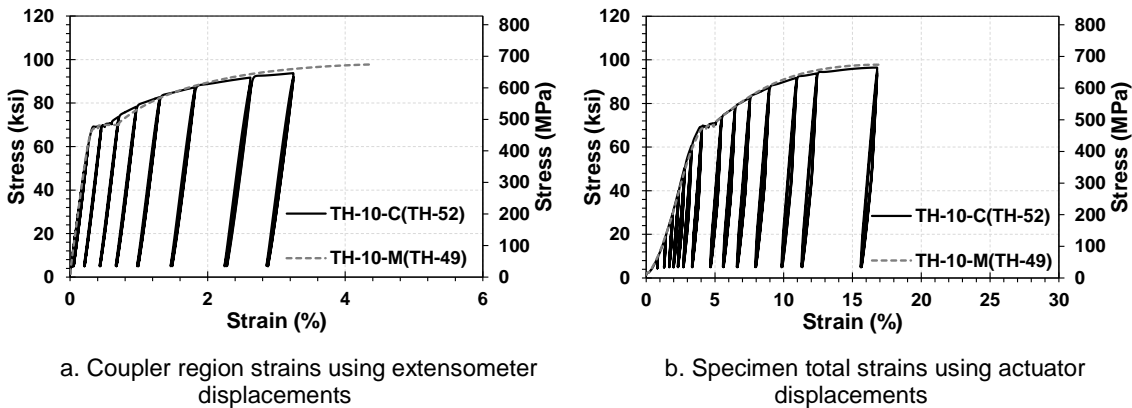 120
100
80
60
40
20
0
Stress (ksi)
800
700
600
500
400
300
200
100
0
Stress (MPa)
TH-10-C(TH-52)
TH-10-M(TH-49)
0 2 4 6
Strain (%)
a. Coupler region strains using extensometer
displacements
120
100
80
60
40
20
0
Stress (ksi)
800
700
600
500
400
300
200
100
0
Stress (MPa)
TH-10-C(TH-52)
TH-10-M(TH-49)
0 5 10 15 20 25 30
Strain (%)
b. Specimen total strains using actuator
displacements